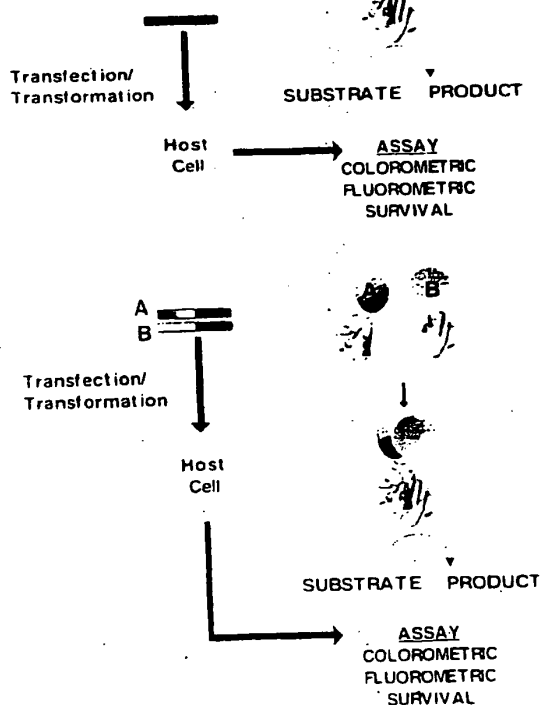 Transfection/
Transformation
SUBSTRATE PRODUCT
Host
Cell
ASSAY
COLOROMETRIC
FLUOROMETRIC
SURVIVAL
A
B
A
B
Transfection/
Transformation
Host
Cell
SUBSTRATE PRODUCT
ASSAY
COLOROMETRIC
FLUOROMETRIC
SURVIVAL